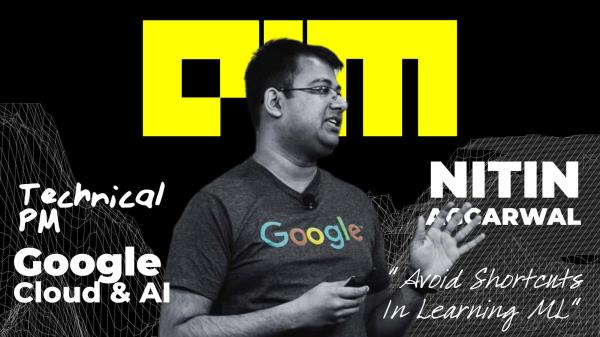 Technical
PM
Google
Cloud & AI
Google
NITIN
AGGARWAL
"Avoid Shortcuts
In Learning ML"